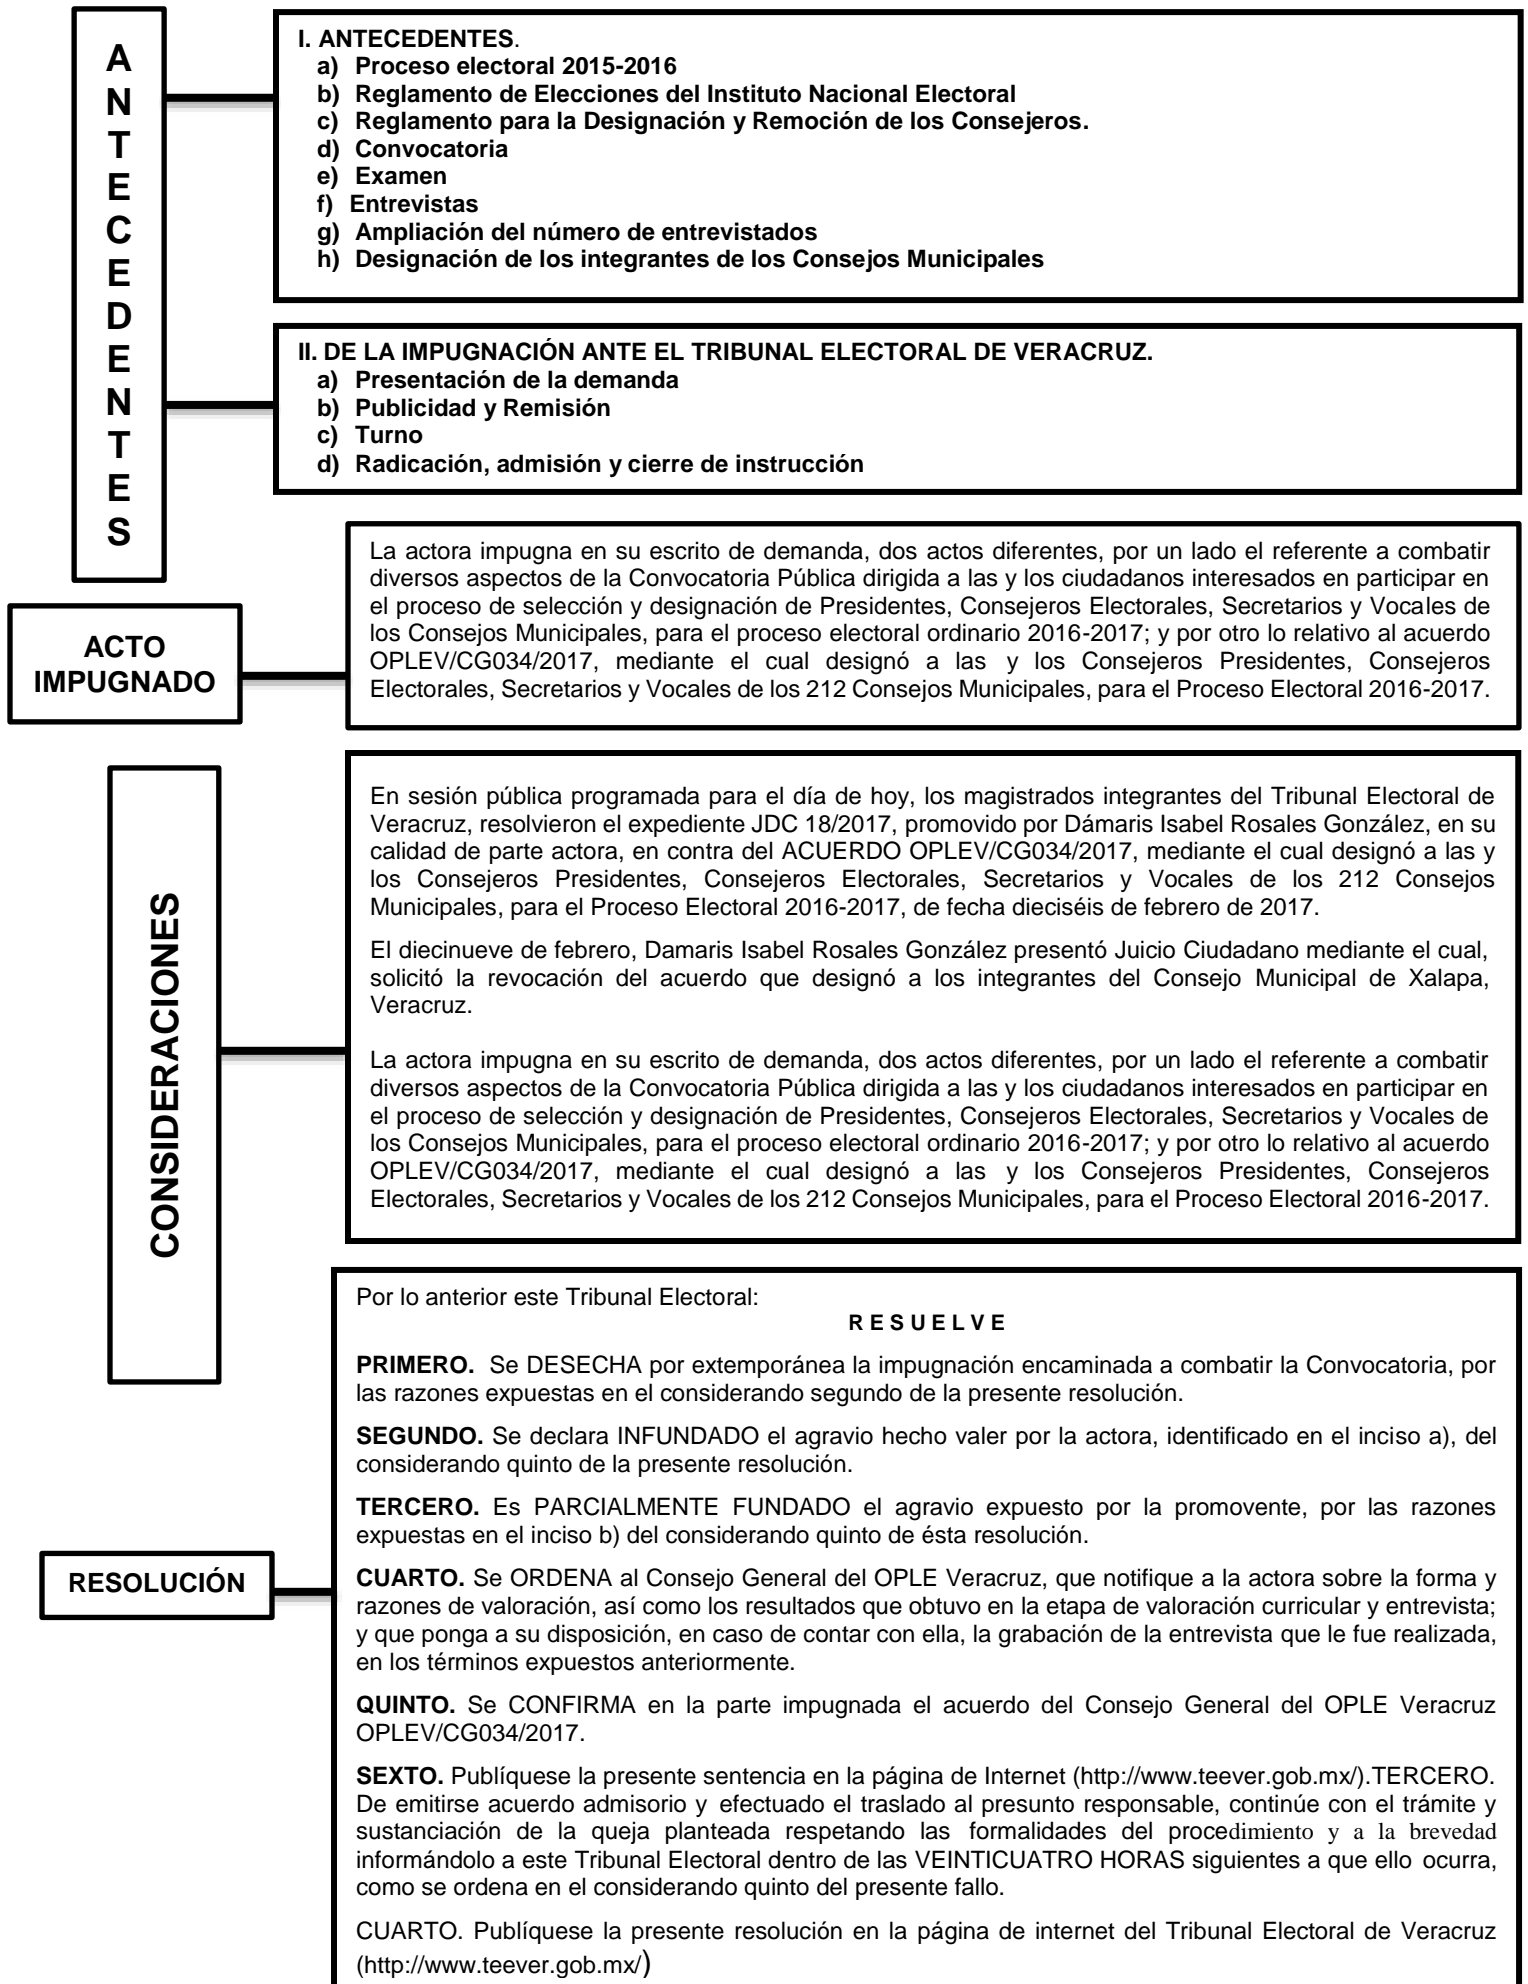 ANTECEDENTES
I. ANTECEDENTES.
a) Proceso electoral 2015-2016
b) Reglamento de Elecciones del Instituto Nacional Electoral
c) Reglamento para la Designación y Remoción de los Consejeros.
d) Convocatoria
e) Examen
f) Entrevistas
g) Ampliación del número de entrevistados
h) Designación de los integrantes de los Consejos Municipales
II. DE LA IMPUGNACIÓN ANTE EL TRIBUNAL ELECTORAL DE VERACRUZ.
a) Presentación de la demanda
b) Publicidad y Remisión
c) Turno
d) Radicación, admisión y cierre de instrucción
ACTO
IMPUGNADO
La actora impugna en su escrito de demanda, dos actos diferentes, por un lado el referente a combatir
diversos aspectos de la Convocatoria Pública dirigida a las y los ciudadanos interesados en participar en
el proceso de selección y designación de Presidentes, Consejeros Electorales, Secretarios y Vocales de
los Consejos Municipales, para el proceso electoral ordinario 2016-2017; y por otro lo relativo al acuerdo
OPLEV/CG034/2017, mediante el cual designó a las y los Consejeros Presidentes, Consejeros
Electorales, Secretarios y Vocales de los 212 Consejos Municipales, para el Proceso Electoral 2016-2017.
CONSIDERACIONES
En sesión pública programada para el día de hoy, los magistrados integrantes del Tribunal Electoral de
Veracruz, resolvieron el expediente JDC 18/2017, promovido por Dámaris Isabel Rosales González, en su
calidad de parte actora, en contra del ACUERDO OPLEV/CG034/2017, mediante el cual designó a las y
los Consejeros Presidentes, Consejeros Electorales, Secretarios y Vocales de los 212 Consejos
Municipales, para el Proceso Electoral 2016-2017, de fecha dieciséis de febrero de 2017.
El diecinueve de febrero, Damaris Isabel Rosales González presentó Juicio Ciudadano mediante el cual,
solicitó la revocación del acuerdo que designó a los integrantes del Consejo Municipal de Xalapa,
Veracruz.
La actora impugna en su escrito de demanda, dos actos diferentes, por un lado el referente a combatir
diversos aspectos de la Convocatoria Pública dirigida a las y los ciudadanos interesados en participar en
el proceso de selección y designación de Presidentes, Consejeros Electorales, Secretarios y Vocales de
los Consejos Municipales, para el proceso electoral ordinario 2016-2017; y por otro lo relativo al acuerdo
OPLEV/CG034/2017, mediante el cual designó a las y los Consejeros Presidentes, Consejeros
Electorales, Secretarios y Vocales de los 212 Consejos Municipales, para el Proceso Electoral 2016-2017.
RESOLUCIÓN
Por lo anterior este Tribunal Electoral:
R E S U E L V E
PRIMERO. Se DESECHA por extemporánea la impugnación encaminada a combatir la Convocatoria, por
las razones expuestas en el considerando segundo de la presente resolución.
SEGUNDO. Se declara INFUNDADO el agravio hecho valer por la actora, identificado en el inciso a), del
considerando quinto de la presente resolución.
TERCERO. Es PARCIALMENTE FUNDADO el agravio expuesto por la promovente, por las razones
expuestas en el inciso b) del considerando quinto de ésta resolución.
CUARTO. Se ORDENA al Consejo General del OPLE Veracruz, que notifique a la actora sobre la forma y
razones de valoración, así como los resultados que obtuvo en la etapa de valoración curricular y entrevista;
y que ponga a su disposición, en caso de contar con ella, la grabación de la entrevista que le fue realizada,
en los términos expuestos anteriormente.
QUINTO. Se CONFIRMA en la parte impugnada el acuerdo del Consejo General del OPLE Veracruz
OPLEV/CG034/2017.
SEXTO. Publíquese la presente sentencia en la página de Internet (http://www.teever.gob.mx/).TERCERO.
De emitirse acuerdo admisorio y efectuado el traslado al presunto responsable, continúe con el trámite y
sustanciación de la queja planteada respetando las formalidades del procedimiento y a la brevedad
informándolo a este Tribunal Electoral dentro de las VEINTICUATRO HORAS siguientes a que ello ocurra,
como se ordena en el considerando quinto del presente fallo.
CUARTO. Publíquese la presente resolución en la página de internet del Tribunal Electoral de Veracruz
(http://www.teever.gob.mx/)